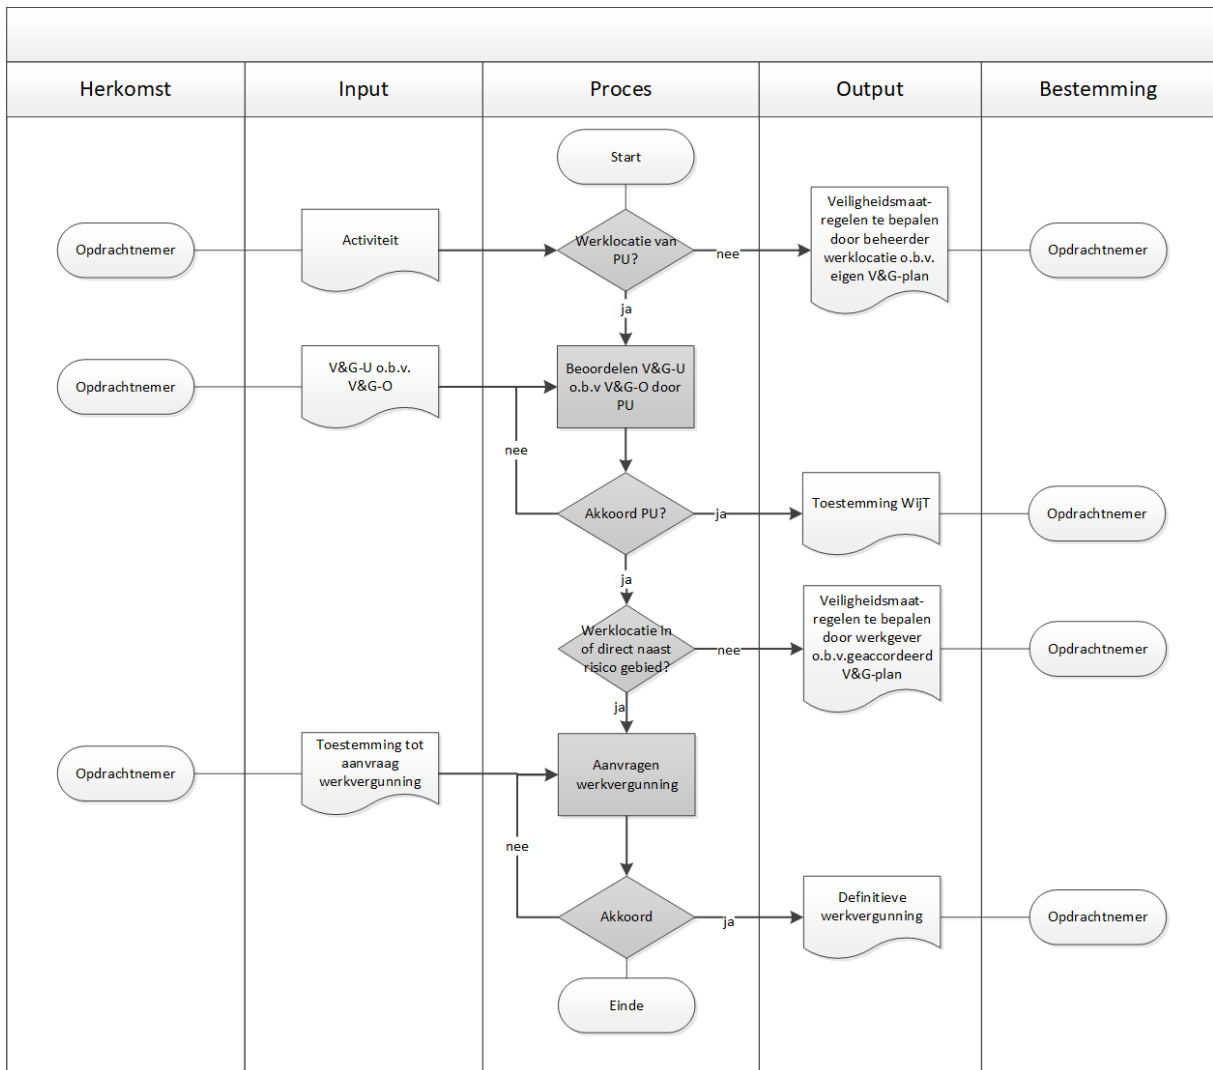 Herkomst
Input
Proces
Output
Bestemming
Start
Opdrachtnemer
Activiteit
Werklocatie van
PU?
nee
Veiligheidsmaat-
regelen te bepalen
door beheerder
werklocatie o.b.v.
eigen V&G-plan
Opdrachtnemer
ja
Opdrachtnemer
V&G-U o.b.v.
V&G-O
Beoordelen V&G-U
o.b.v V&G-O door
PU
nee
Akkoord PU?
ja
Toestemming WijT
Opdrachtnemer
ja
Werklocatie in
of direct naast
risico gebied?
nee
Veiligheidsmaat-
regelen te bepalen
door werkgever
o.b.v.geaccordeerd
V&G-plan
Opdrachtnemer
ja
Opdrachtnemer
Toestemming tot
aanvraag
werkvergunning
Aanvragen
werkvergunning
nee
Akkoord
ja
Definitieve
werkvergunning
Opdrachtnemer
Einde